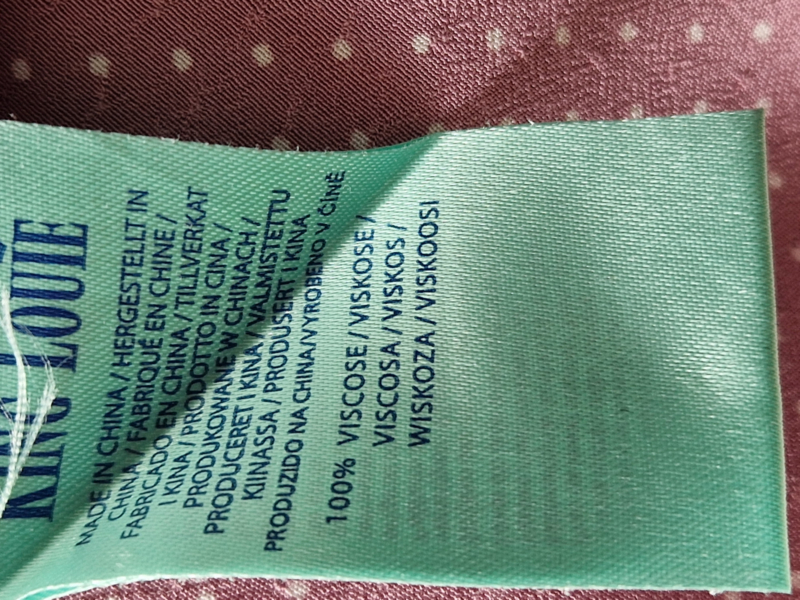 KING LOUIE
MADE IN CHINA / HERGESTELLT IN
CHINA / FABRIQUÉ EN CHINE /
FABRICADO EN CHINA / TILLVERKAT
I KINA / PRODOTTO IN CINA /
PRODUKOWANE W CHINACH /
PRODUCERET I KINA / VALMISTETTU
KIINASSA / PRODUSERT I KINA
PRODUZIDO NA CHINA/VYROBENO V ČÍNĚ
100% VISCOSE / VISKOSE /
VISCOSA / VISKOS /
WISKOZA / VISKOOSI